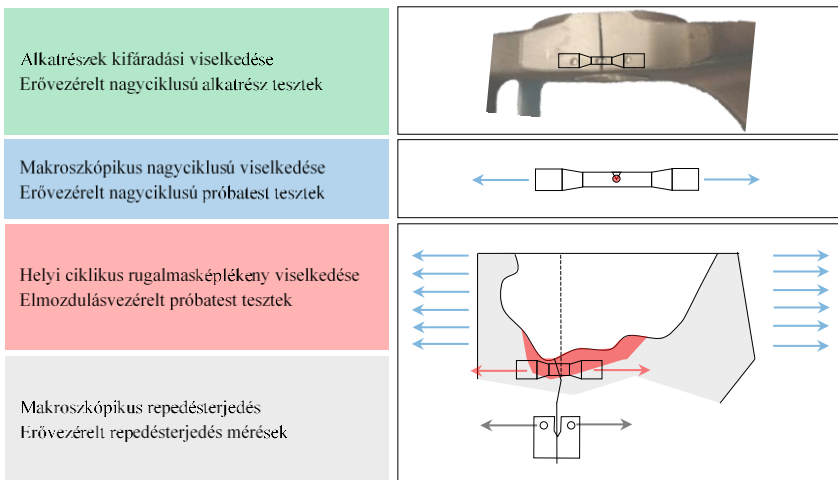 Alkatrészek kifáradási viselkedése
Erővezérelt nagyciklusú alkatrész tesztek
Makroszkópikus nagyciklusú viselkedése
Erővezérelt nagyciklusú próbatest tesztek
Helyi ciklikus rugalmasképlékeny viselkedése
Elmozdulásvezérelt próbatest tesztek
Makroszkópikus repedésterjedés
Erővezérelt repedésterjedés mérések